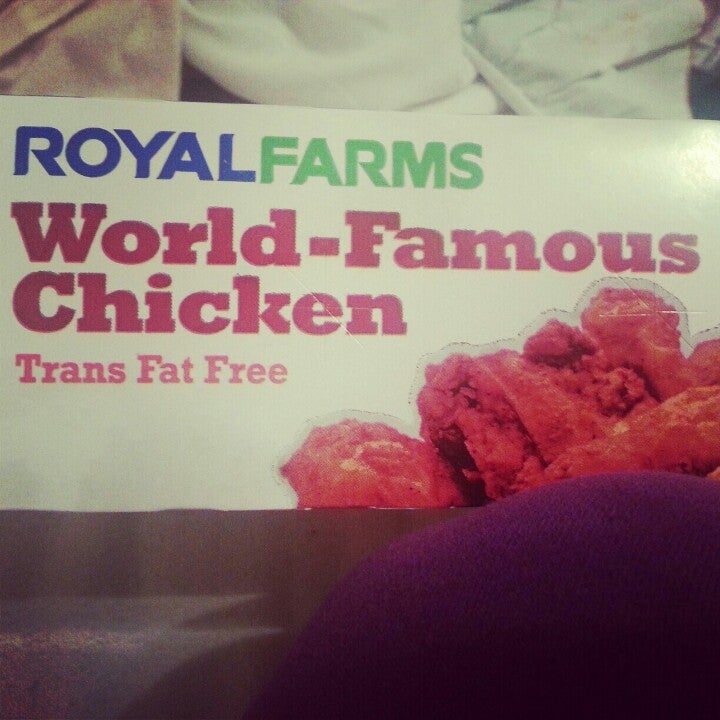 ROYALFARMS
World-Famous
Chicken
Trans Fat Free